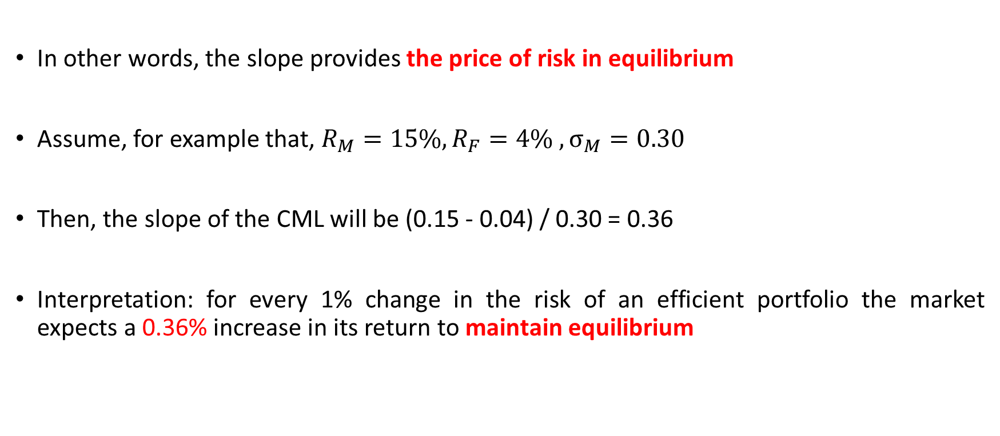 • In other words, the slope provides the price of risk in equilibrium
• Assume, for example that, R_M = 15%, R_F = 4% , σ_M = 0.30
• Then, the slope of the CML will be (0.15 - 0.04) / 0.30 = 0.36
• Interpretation: for every 1% change in the risk of an efficient portfolio the market
expects a 0.36% increase in its return to maintain equilibrium